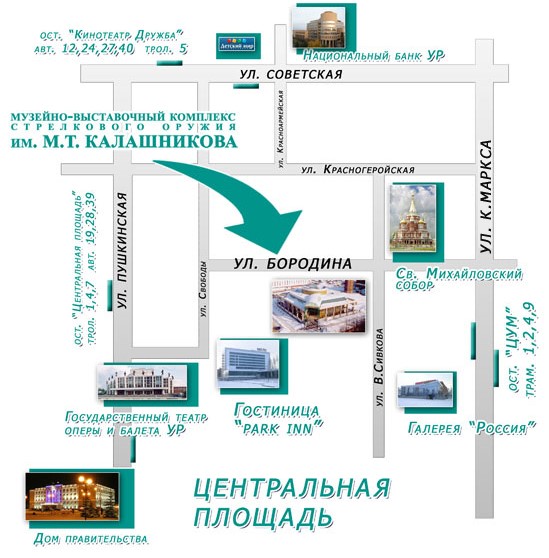 ост. "Кинотеатр Дружба"
авт. 12,24,27,40 трол. 5
Детский мир
Национальный банк УР
ул. СОВЕТСКАЯ
МУЗЕЙНО-ВЫСТАВОЧНЫЙ КОМПЛЕКС
СТРЕЛКОВОГО ОРУЖИЯ
ИМ. М.Т. КАЛАШНИКОВА
ул. Красноармейская
ул. Красногеройская
ул. К.МАРКСА
ул. ПУШКИНСКАЯ
ост. "Центральная площадь"
трол. 1,4,7 авт. 19,28,39
ул. Свободы
ул. БОРОДИНА
Св. Михайловский
собор
ул. В.Сивкова
ост. "ЦУМ"
трам. 1,2,4,9
Государственный театр
оперы и балета УР
Гостиница
"PARK INN"
Галерея "Россия"
ЦЕНТРАЛЬНАЯ
ПЛОЩАДЬ
Дом правительства